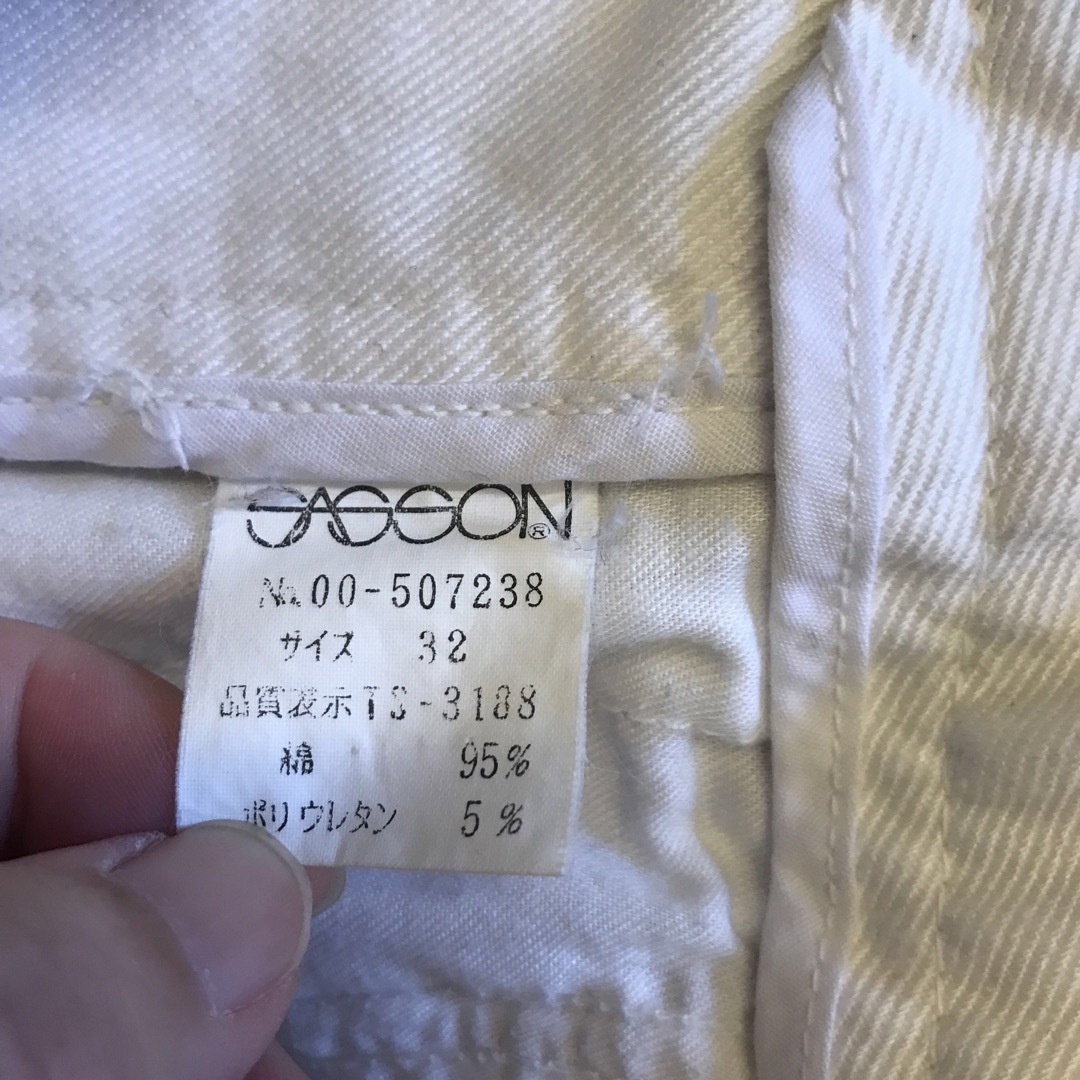 SASSON®
No. 00-507238
サイズ 32
品質表示TS-3188
綿 95%
ポリウレタン 5%